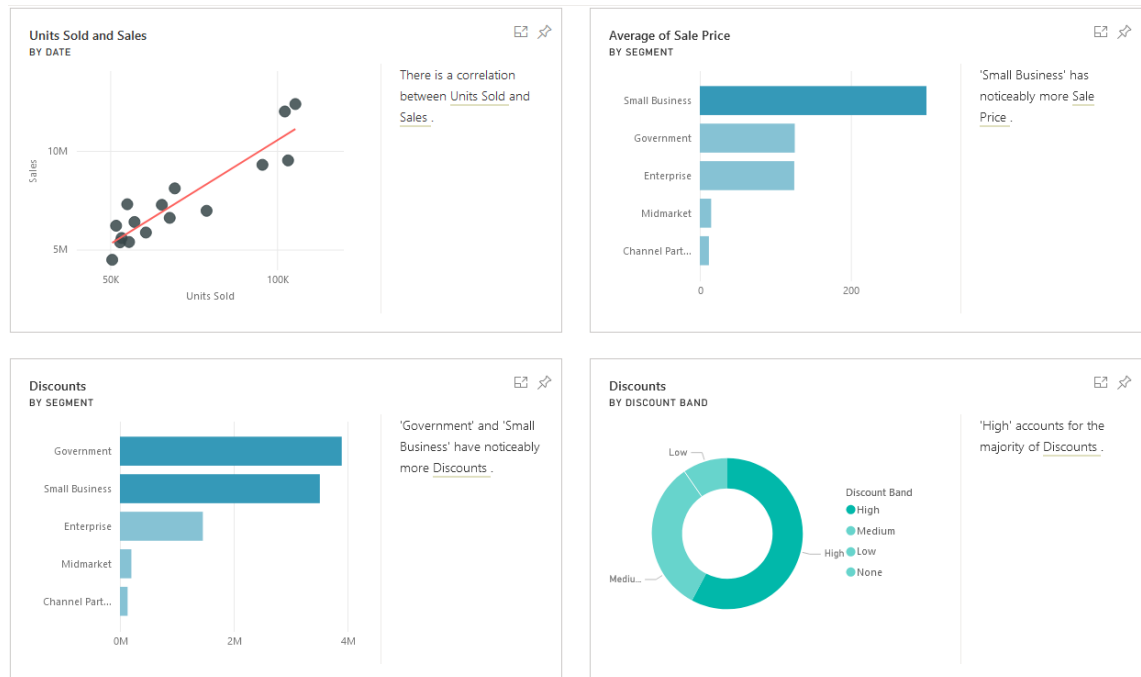 Units Sold and Sales
BY DATE
Sales
10M
5M
50K
100K
Units Sold
There is a correlation
between Units Sold and
Sales .
Average of Sale Price
BY SEGMENT
Small Business
Government
Enterprise
Midmarket
Channel Part...
0
200
'Small Business' has
noticeably more Sale
Price .
Discounts
BY SEGMENT
Government
Small Business
Enterprise
Midmarket
Channel Part...
0M
2M
4M
'Government' and 'Small
Business' have noticeably
more Discounts .
Discounts
BY DISCOUNT BAND
Low
Mediu...
High
Discount Band
High
Medium
Low
None
'High' accounts for the
majority of Discounts .